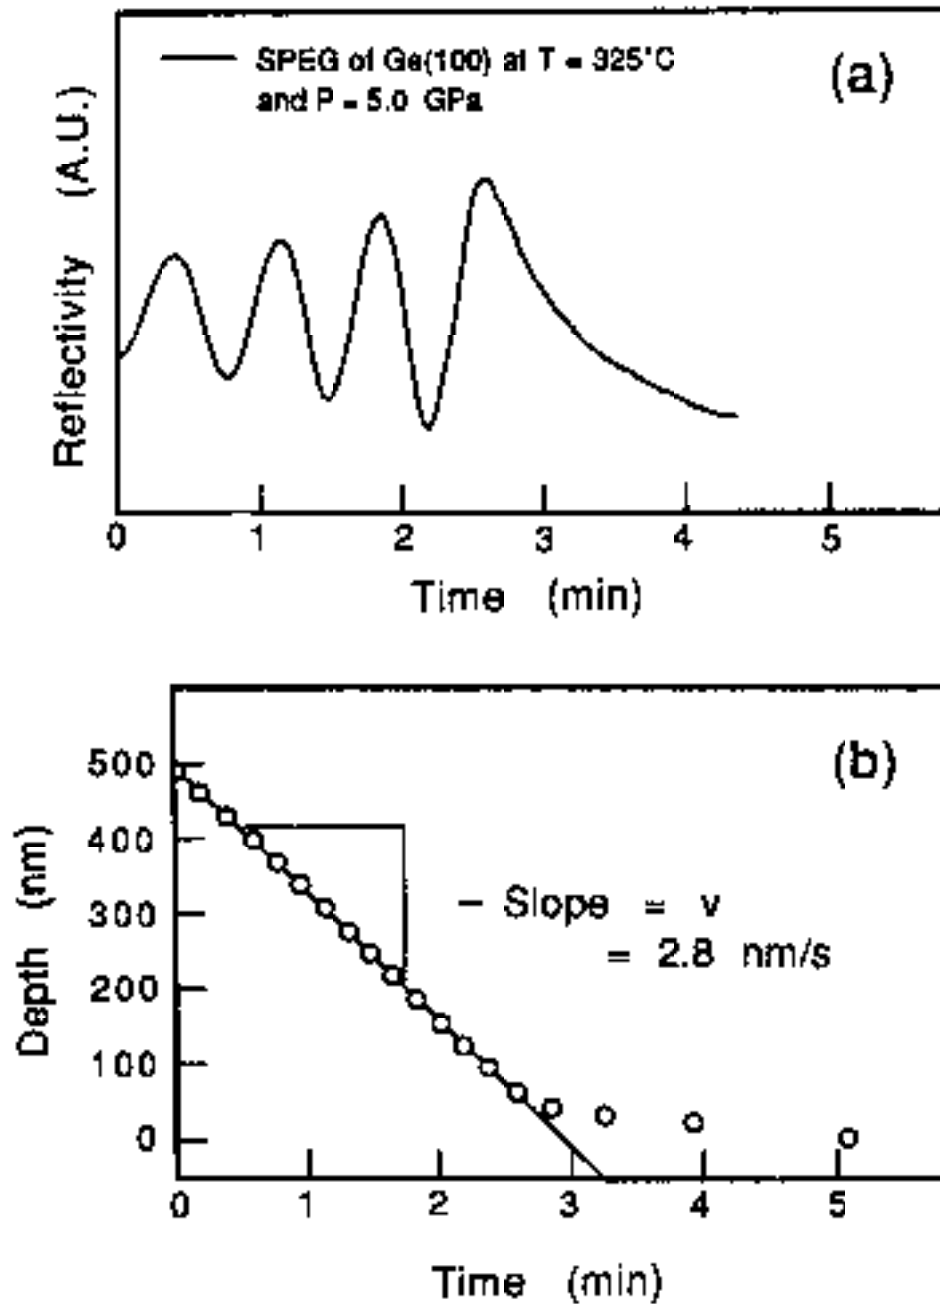 SPEG of Ge(100) at T = 325°C
and P = 5.0 GPa
(a)
Reflectivity (A.U.)
0 1 2 3 4 5
Time (min)
(b)
500
400
300
200
100
0
Depth (nm)
– Slope = v
= 2.8 nm/s
0 1 2 3 4 5
Time (min)